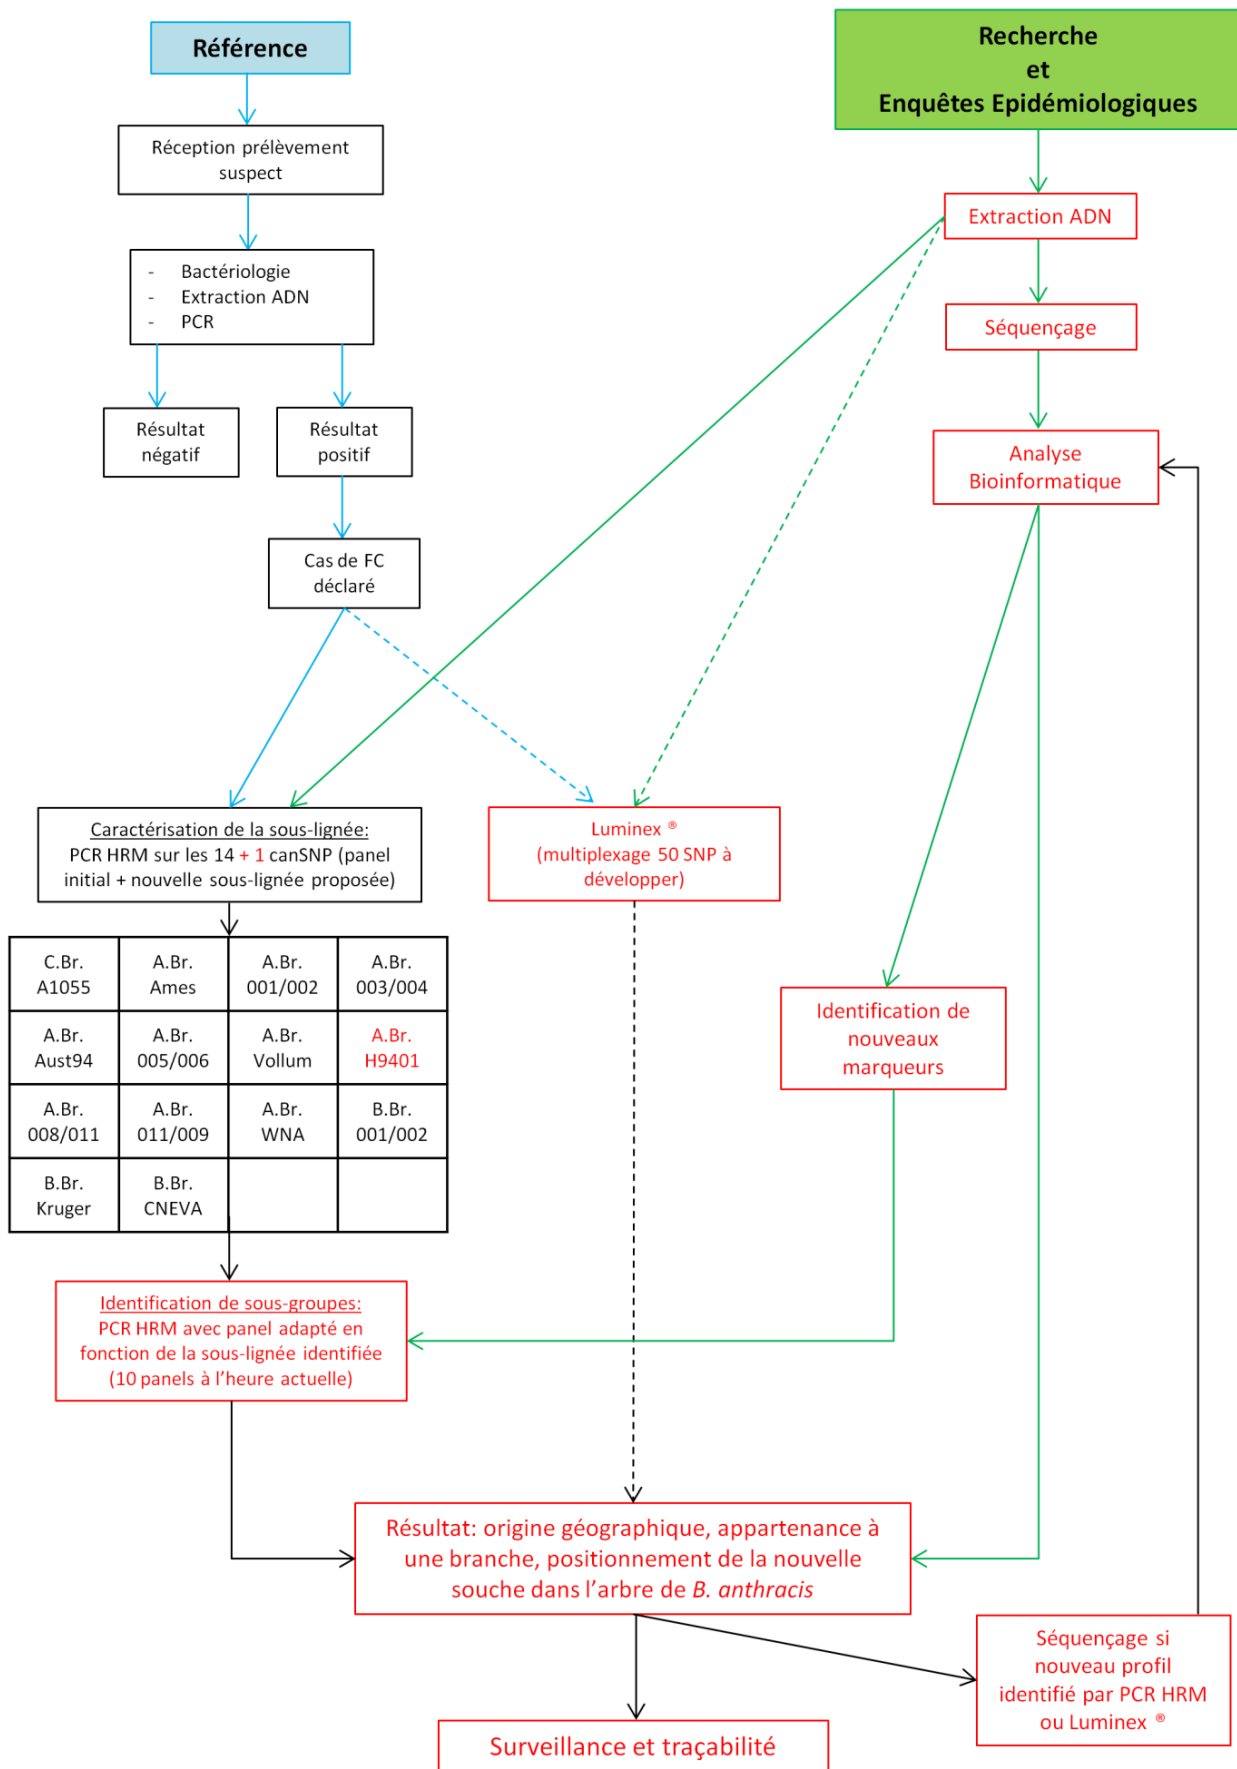 Référence
Réception prélèvement
suspect
- Bactériologie
- Extraction ADN
- PCR
Résultat
négatif
Résultat
positif
Cas de FC
déclaré
Recherche
et
Enquêtes Epidémiologiques
Extraction ADN
Séquençage
Analyse
Bioinformatique
Caractérisation de la sous-lignée:
PCR HRM sur les 14 + 1 canSNP (panel
initial + nouvelle sous-lignée proposée)
Luminex ®
(multiplexage 50 SNP à
développer)
C.Br.
A1055
A.Br.
Ames
A.Br.
001/002
A.Br.
003/004
A.Br.
Aust94
A.Br.
005/006
A.Br.
Vollum
A.Br.
H9401
A.Br.
008/011
A.Br.
011/009
A.Br.
WNA
B.Br.
001/002
B.Br.
Kruger
B.Br.
CNEVA
Identification de
nouveaux
marqueurs
Identification de sous-groupes:
PCR HRM avec panel adapté en
fonction de la sous-lignée identifiée
(10 panels à l'heure actuelle)
Résultat: origine géographique, appartenance à
une branche, positionnement de la nouvelle
souche dans l'arbre de B. anthracis
Séquençage si
nouveau profil
identifié par PCR HRM
ou Luminex ®
Surveillance et traçabilité